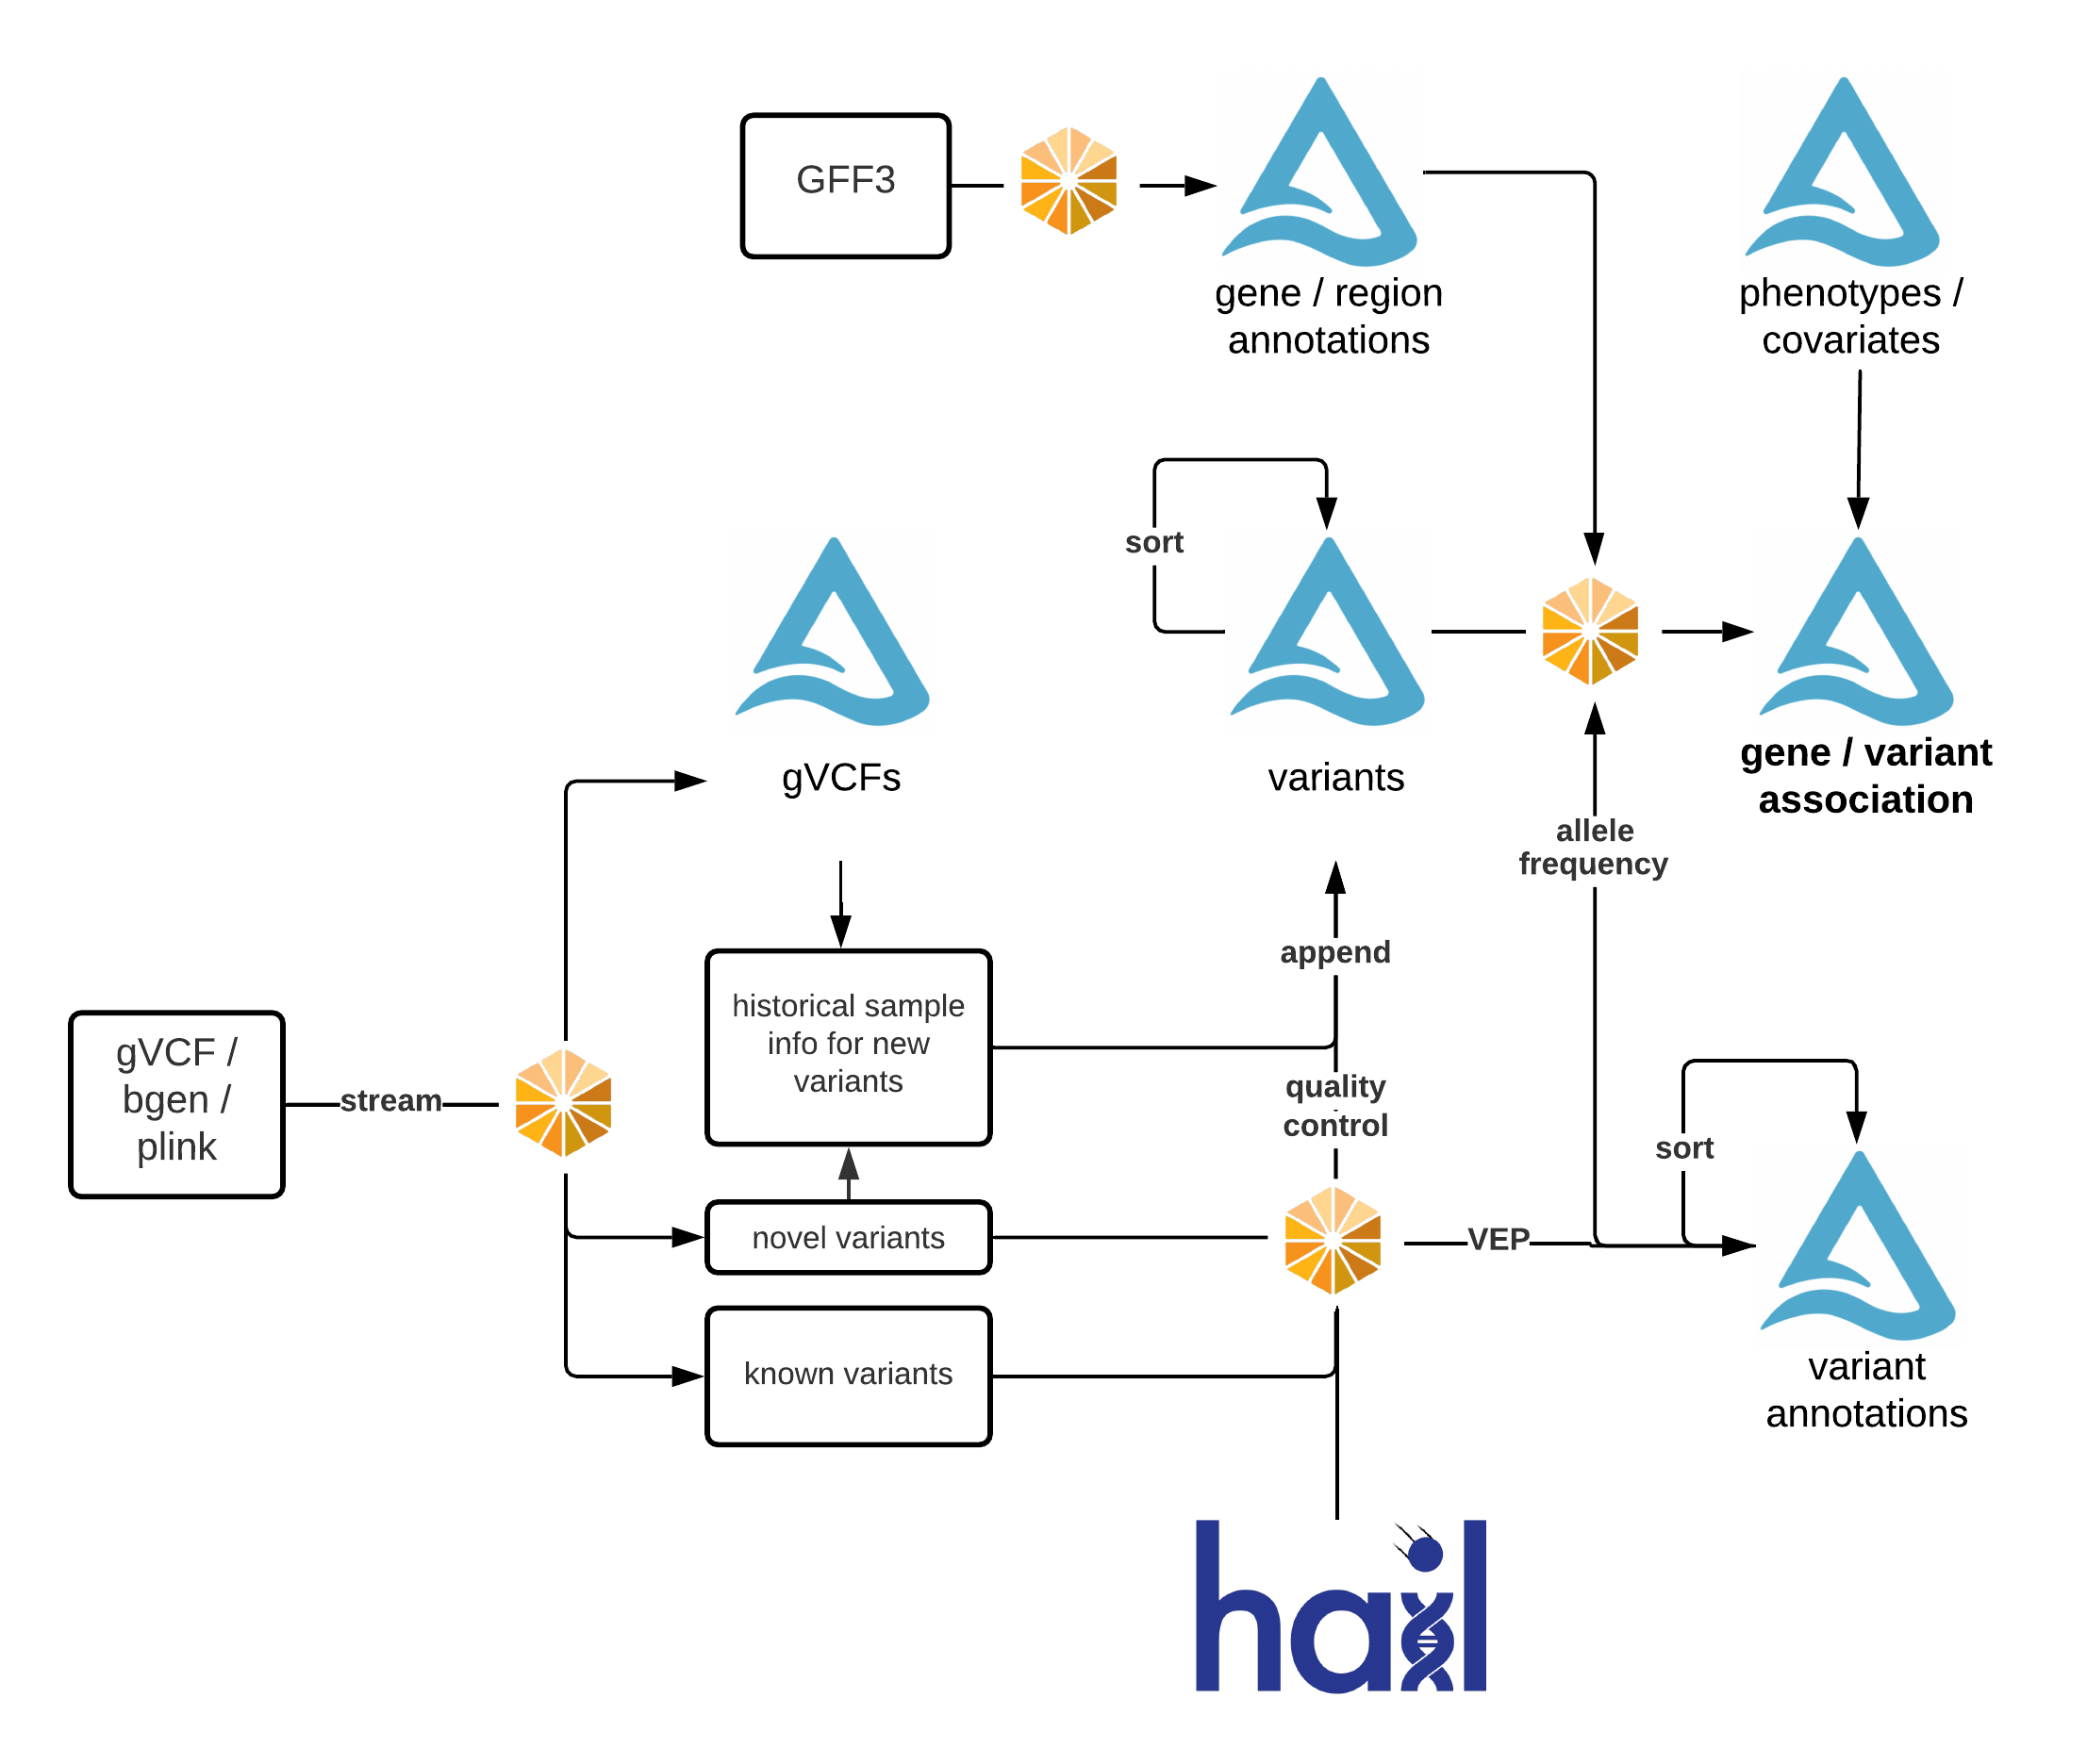 GFF3
gene / region
annotations
phenotypes /
covariates
sort
gVCFs
variants
gene / variant
association
allele
frequency
append
historical sample
info for new
variants
gVCF /
bgen /
plink
stream
quality
control
sort
novel variants
VEP
known variants
variant
annotations
hail